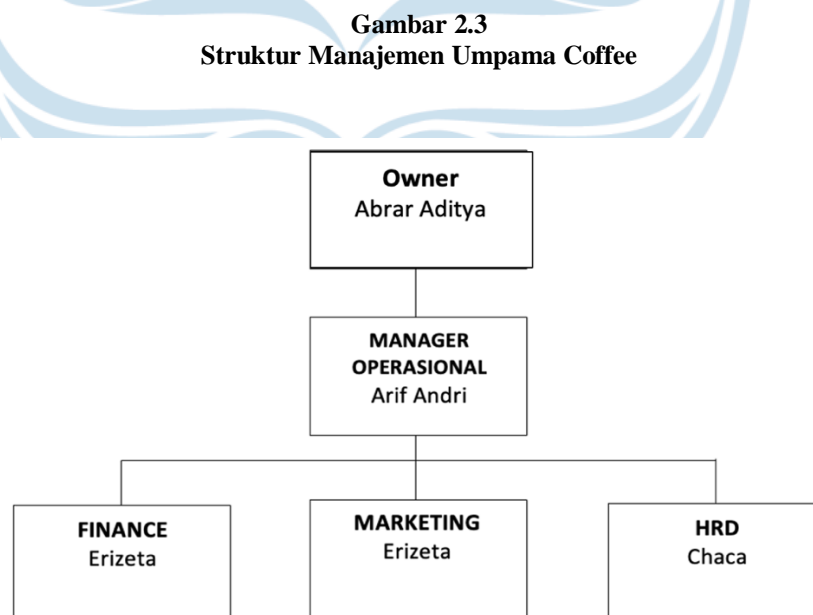 Gambar 2.3
Struktur Manajemen Umpama Coffee
Owner
Abrar Aditya
MANAGER
OPERASIONAL
Arif Andri
FINANCE
Erizeta
MARKETING
Erizeta
HRD
Chaca